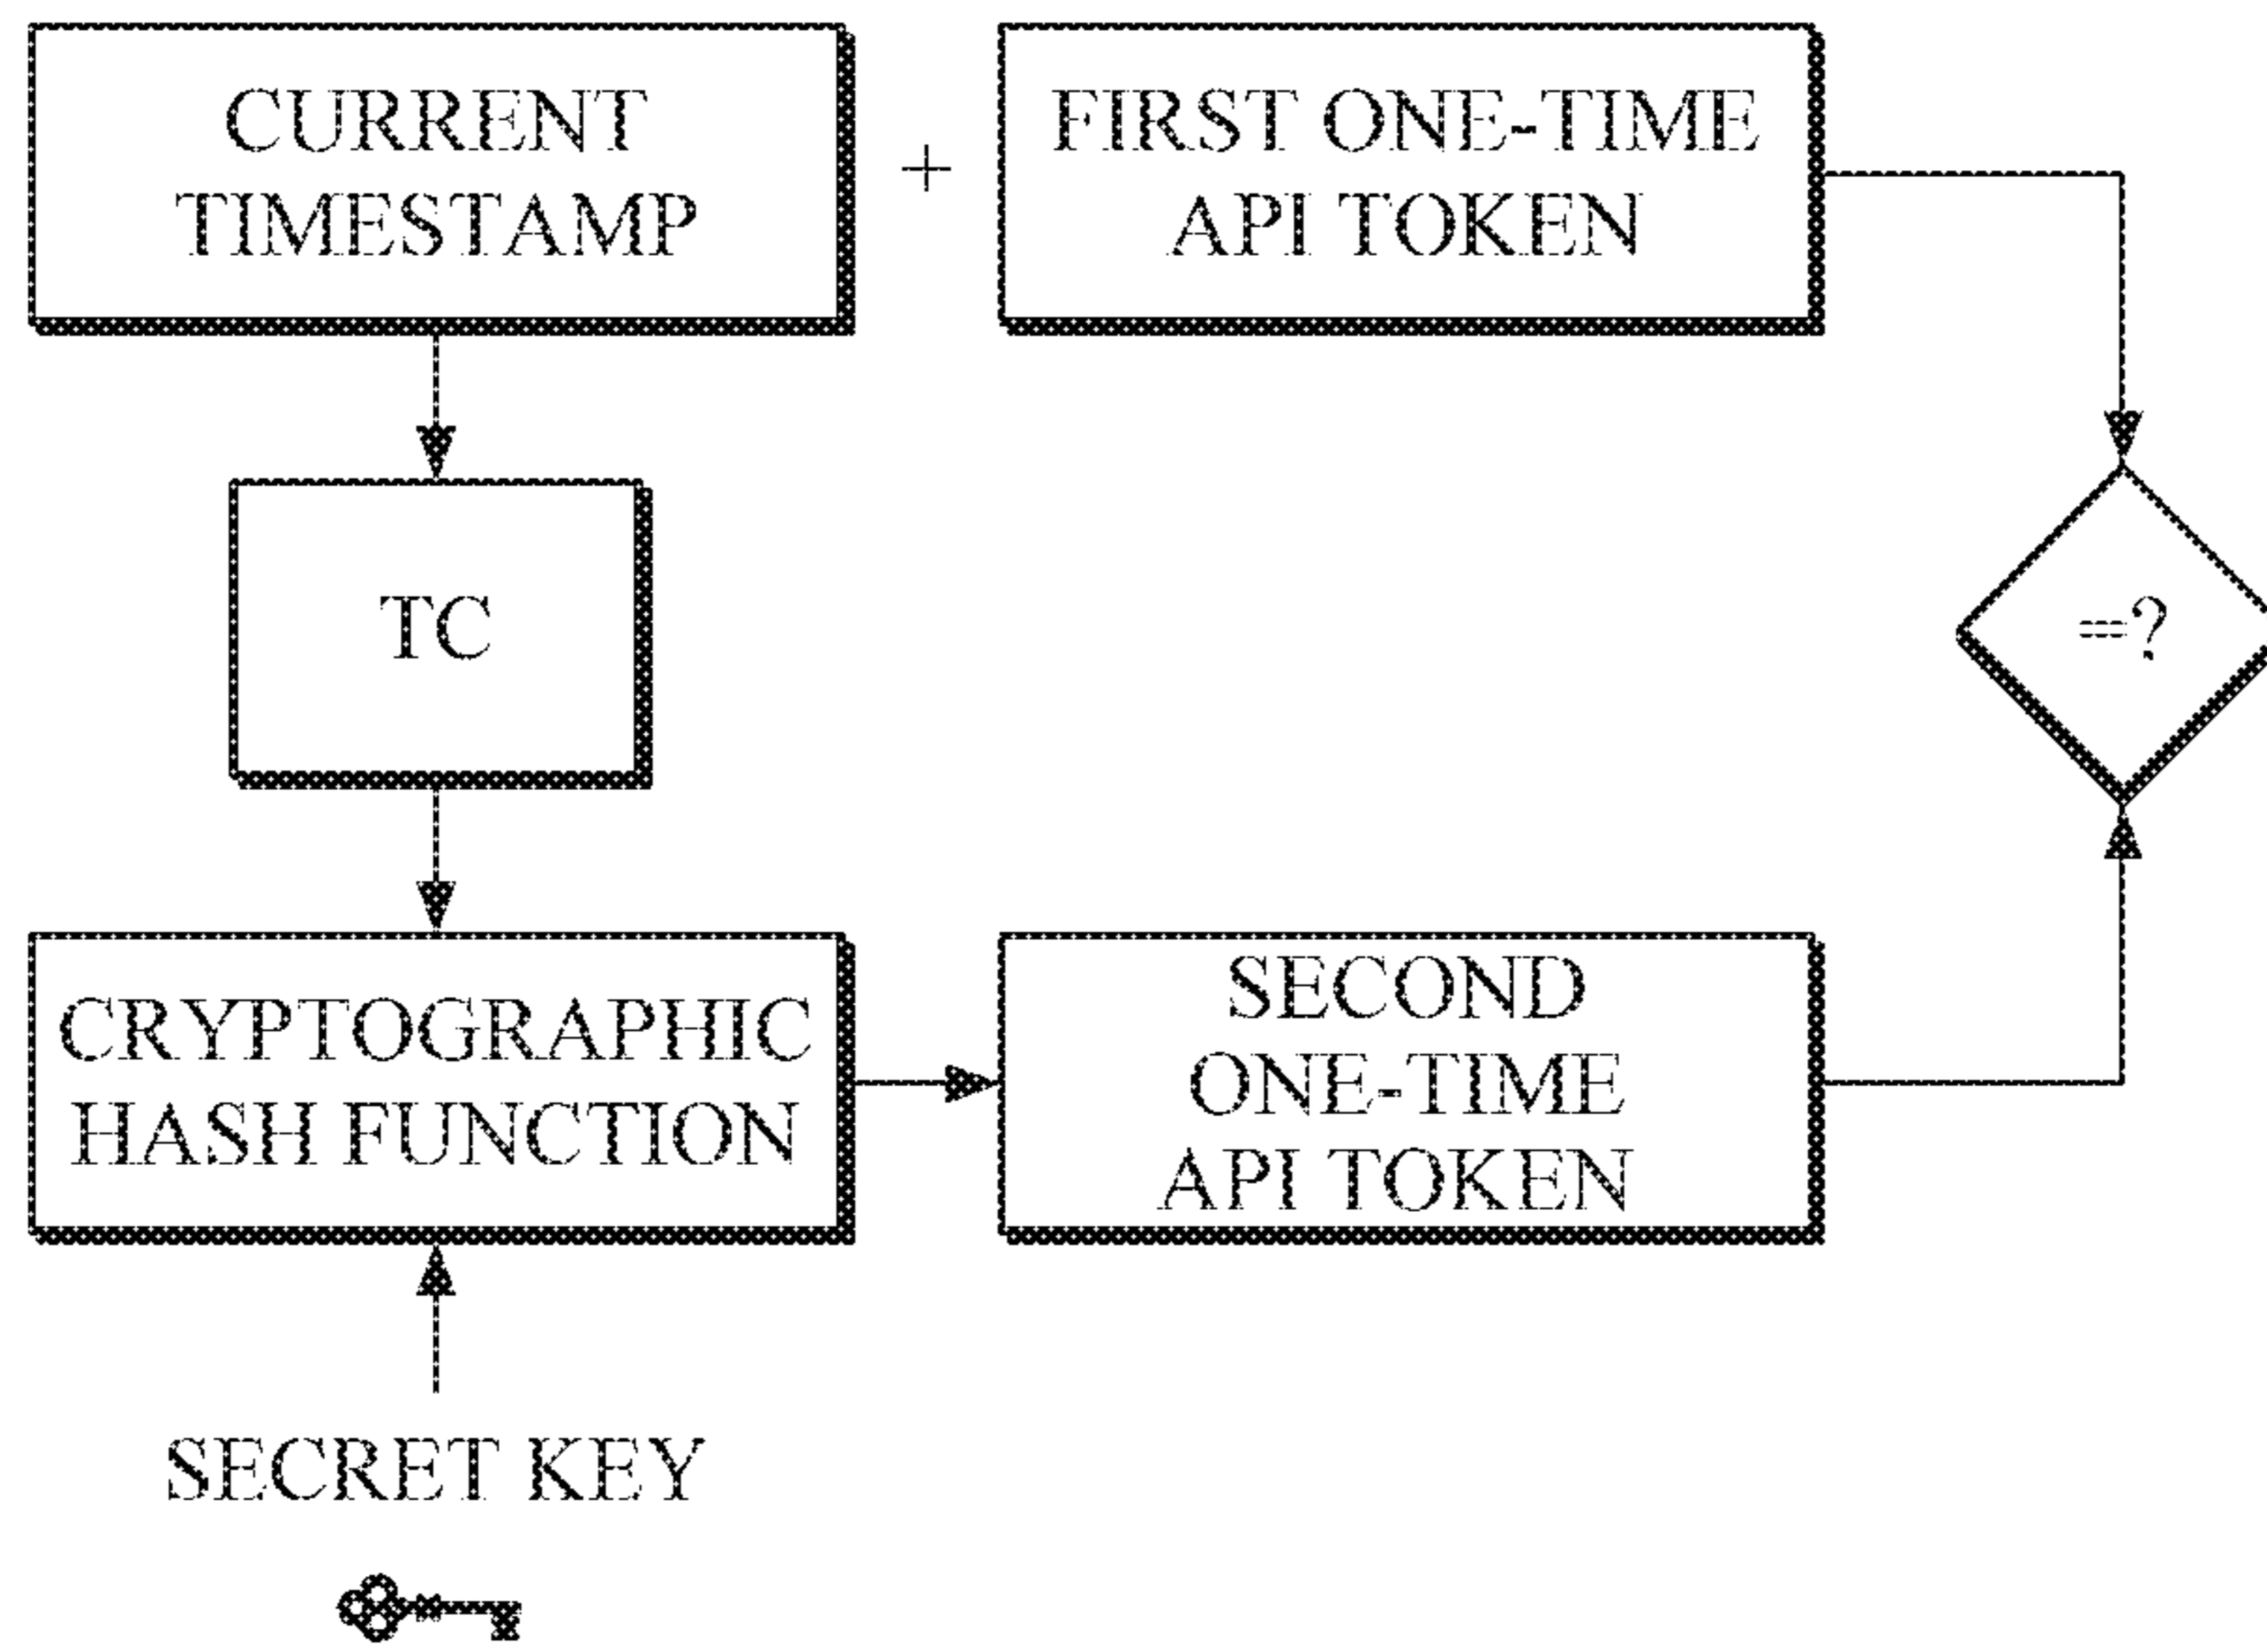 CURRENT
TIMESTAMP
+
FIRST ONE-TIME
API TOKEN
TC
=?
CRYPTOGRAPHIC
HASH FUNCTION
SECOND
ONE-TIME
API TOKEN
SECRET KEY